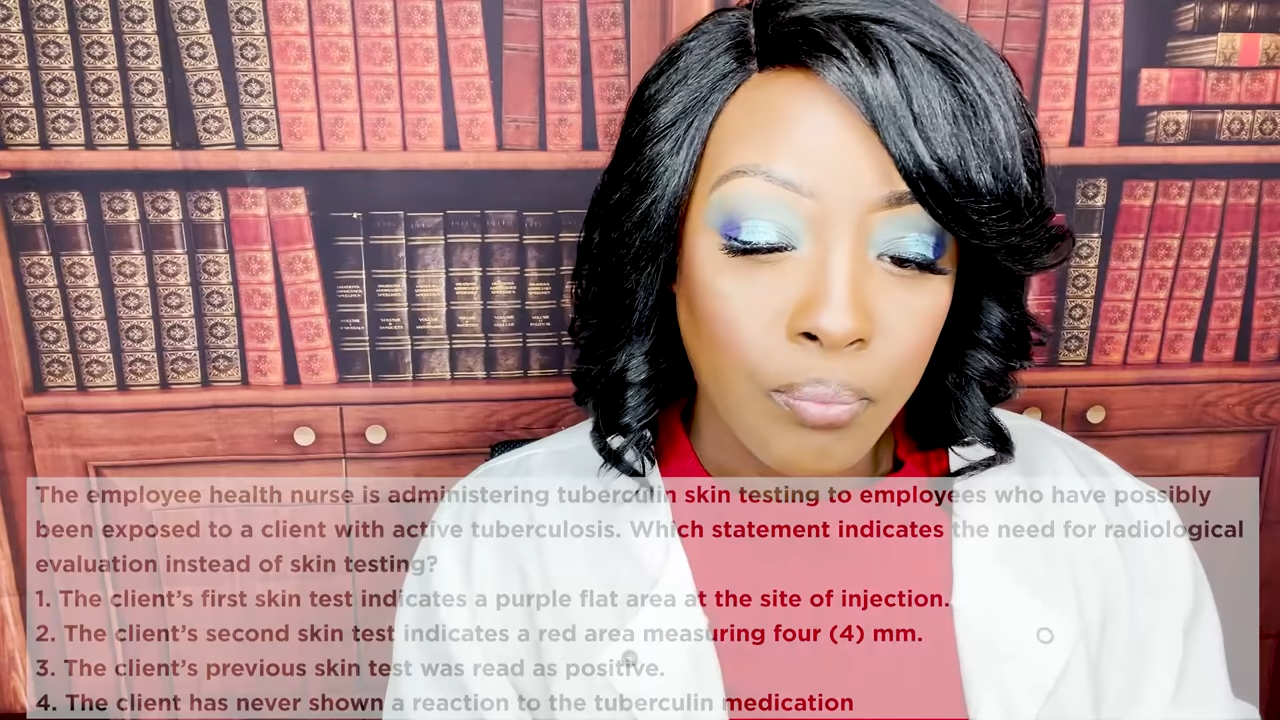 The employee health nurse is administering tuberculin skin testing to employees who have possibly
been exposed to a client with active tuberculosis. Which statement indicates the need for radiological
evaluation instead of skin testing?
1. The client’s first skin test indicates a purple flat area at the site of injection.
2. The client’s second skin test indicates a red area measuring four (4) mm.
3. The client’s previous skin test was read as positive.
4. The client has never shown a reaction to the tuberculin medication